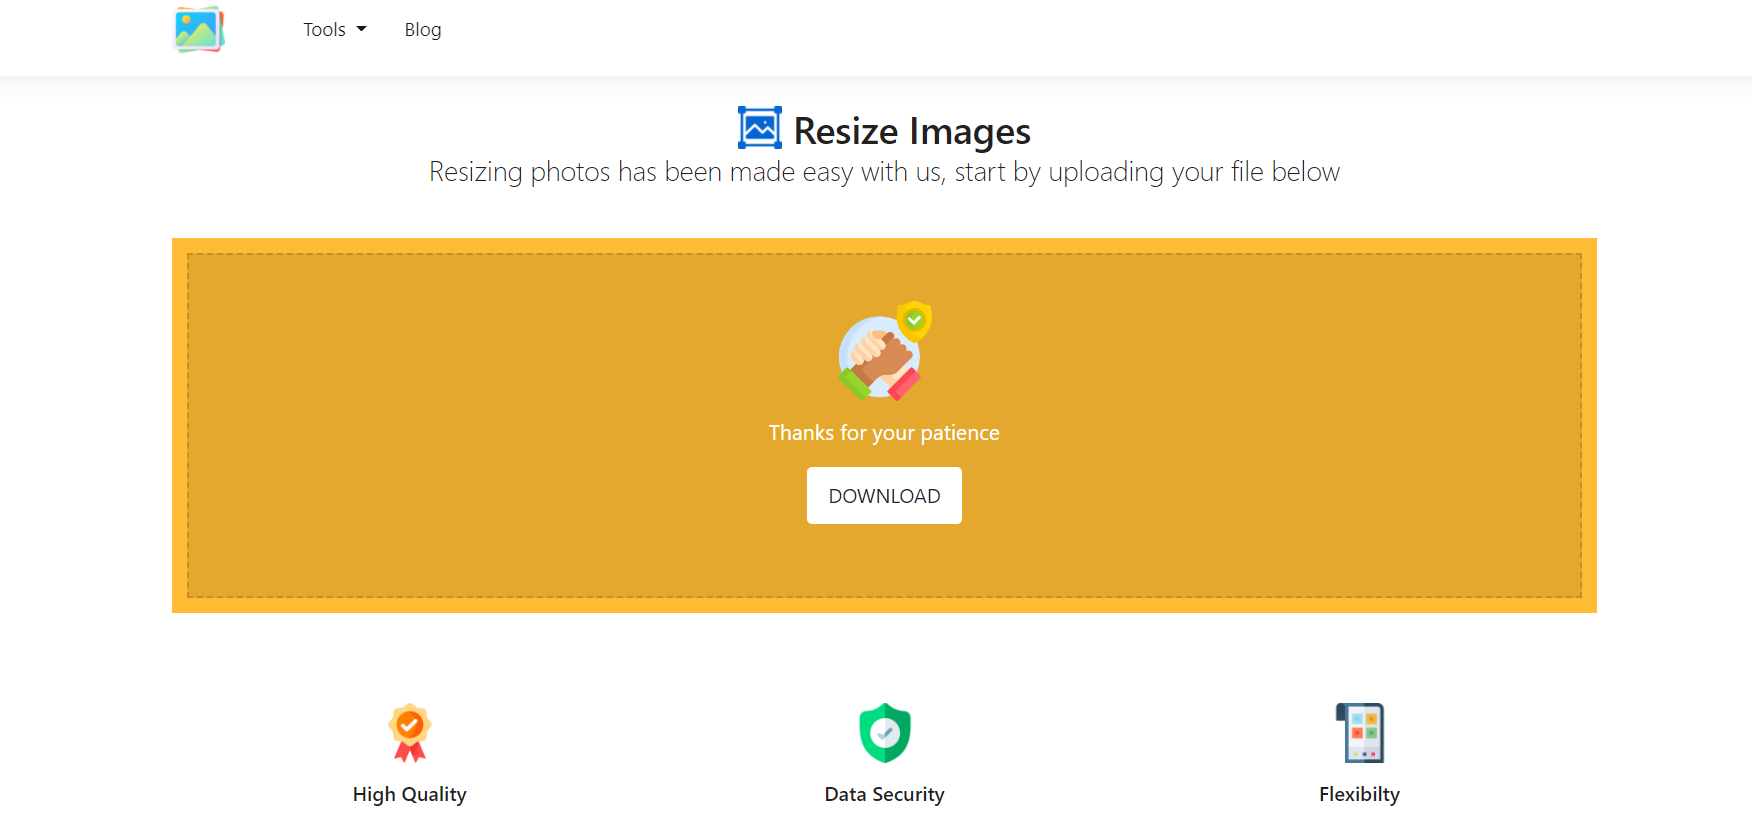 Tools
Blog
Resize Images
Resizing photos has been made easy with us, start by uploading your file below
Thanks for your patience
DOWNLOAD
High Quality
Data Security
Flexibilty